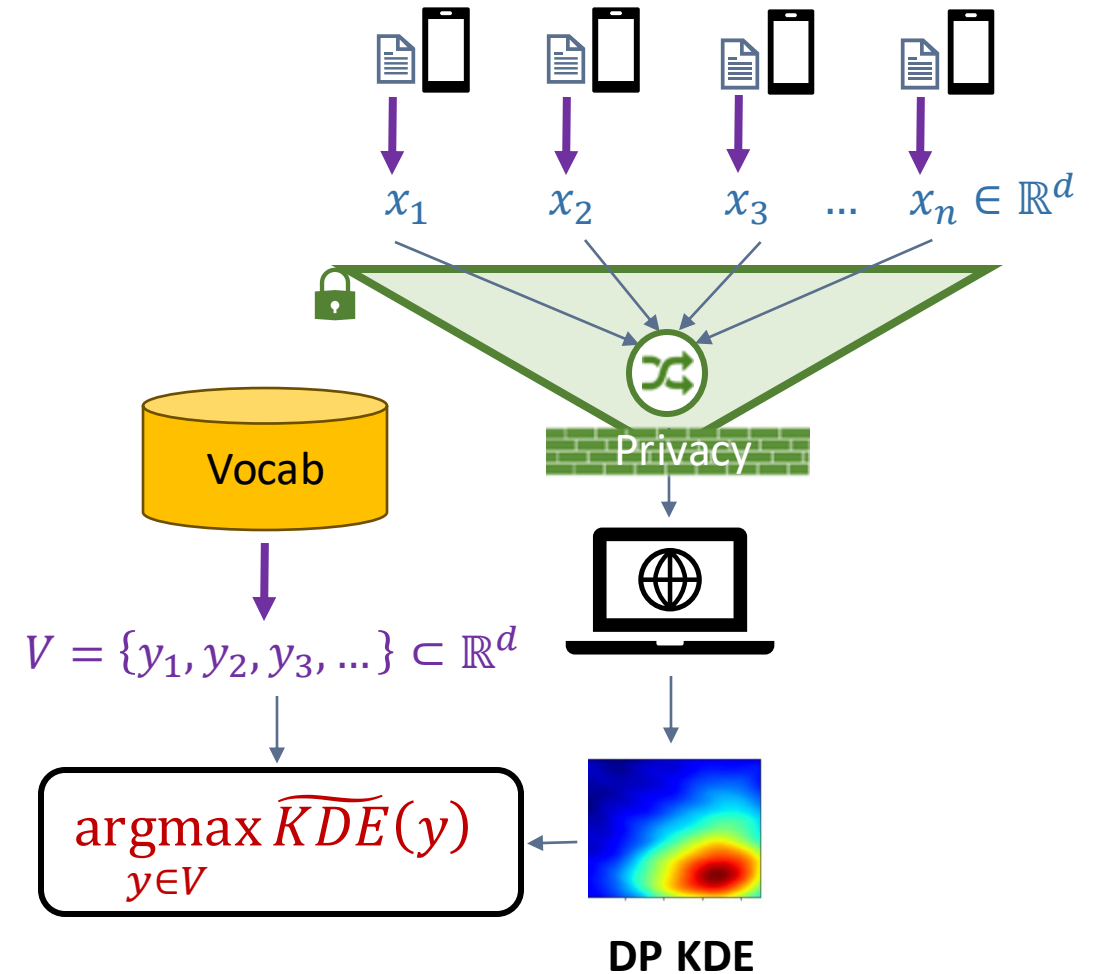 x₁ x₂ x₃ ... xₙ ∈ ℝᵈ
Privacy
Vocab
V = {y₁, y₂, y₃, ...} ⊂ ℝᵈ
argmax K͠D͠E(y)
y∈V
DP KDE